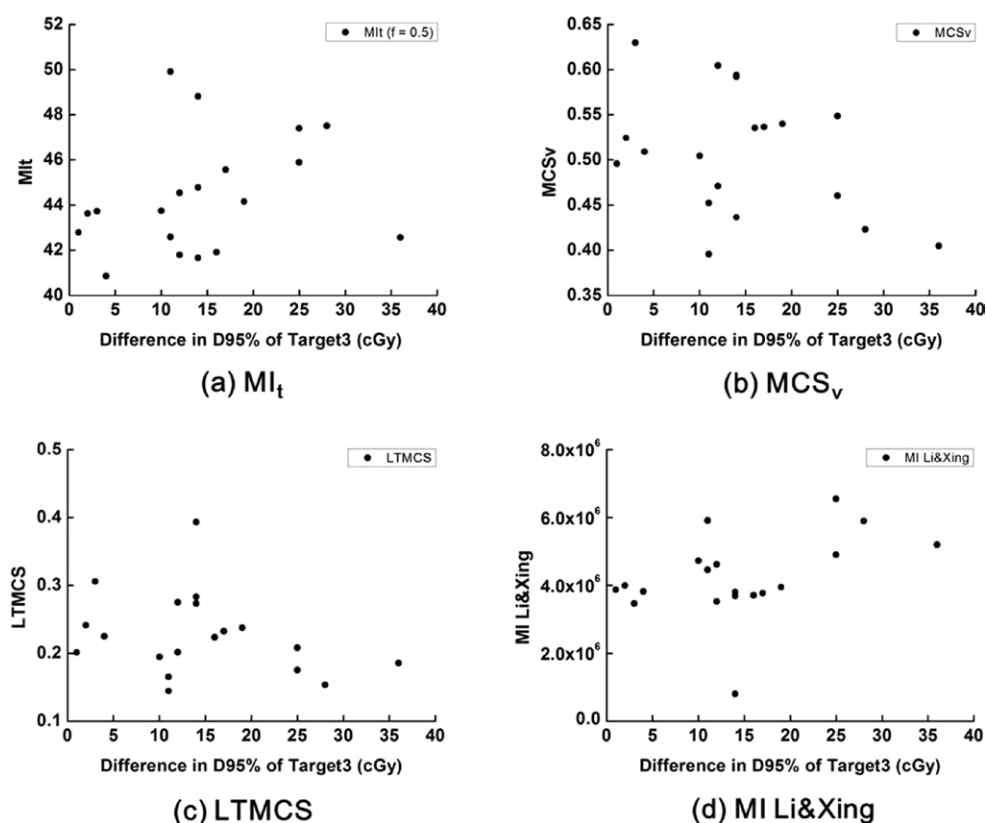 52
50
48
46
44
42
40
MIt
MIt (f = 0.5)
0 5 10 15 20 25 30 35 40
Difference in D95% of Target3 (cGy)
(a) MIt
0.65
0.60
0.55
0.50
0.45
0.40
0.35
MCSv
MCSv
0 5 10 15 20 25 30 35 40
Difference in D95% of Target3 (cGy)
(b) MCSv
0.5
0.4
0.3
0.2
0.1
LTMCS
LTMCS
0 5 10 15 20 25 30 35 40
Difference in D95% of Target3 (cGy)
(c) LTMCS
8.0x10⁶
6.0x10⁶
4.0x10⁶
2.0x10⁶
0.0
MI Li&Xing
MI Li&Xing
0 5 10 15 20 25 30 35 40
Difference in D95% of Target3 (cGy)
(d) MI Li&Xing